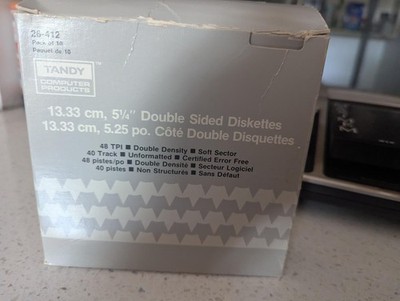 26-412
Pack of 10
Paquet de 10
TANDY
COMPUTER
PRODUCTS
13.33 cm, 5¼" Double Sided Diskettes
13.33 cm, 5.25 po. Côté Double Disquettes
48 TPI ■ Double Density ■ Soft Sector
40 Track ■ Unformatted ■ Certified Error Free
48 pistes/po ■ Double Densité ■ Secteur Logiciel
40 pistes ■ Non Structurés ■ Sans Défaut